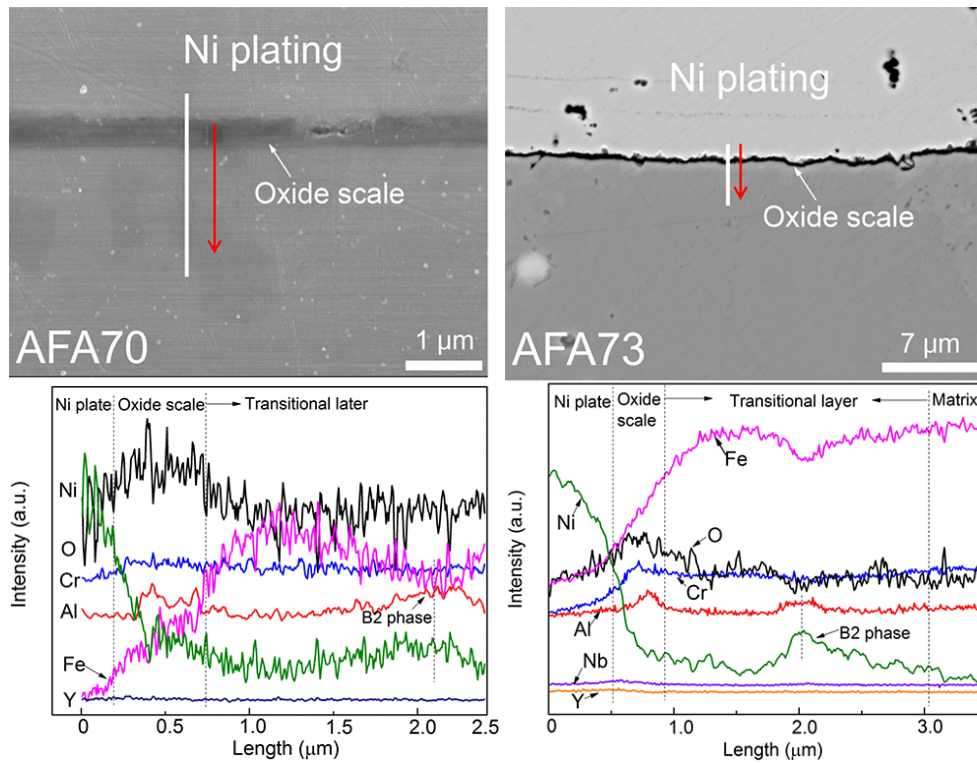 Ni plating
Oxide scale
AFA70
1 μm
Ni plating
Oxide scale
AFA73
7 μm
Ni plate
Oxide scale
Transitional later
Ni
O
Cr
Al
Fe
Y
B2 phase
Intensity (a.u.)
0
0.5
1.0
1.5
2.0
2.4
Length (μm)
Ni plate
Oxide
scale
Transitional layer
Matrix
Fe
Ni
O
Cr
Al
B2 phase
Nb
Y
Intensity (a.u.)
0
1.0
2.0
3.0
Length (μm)